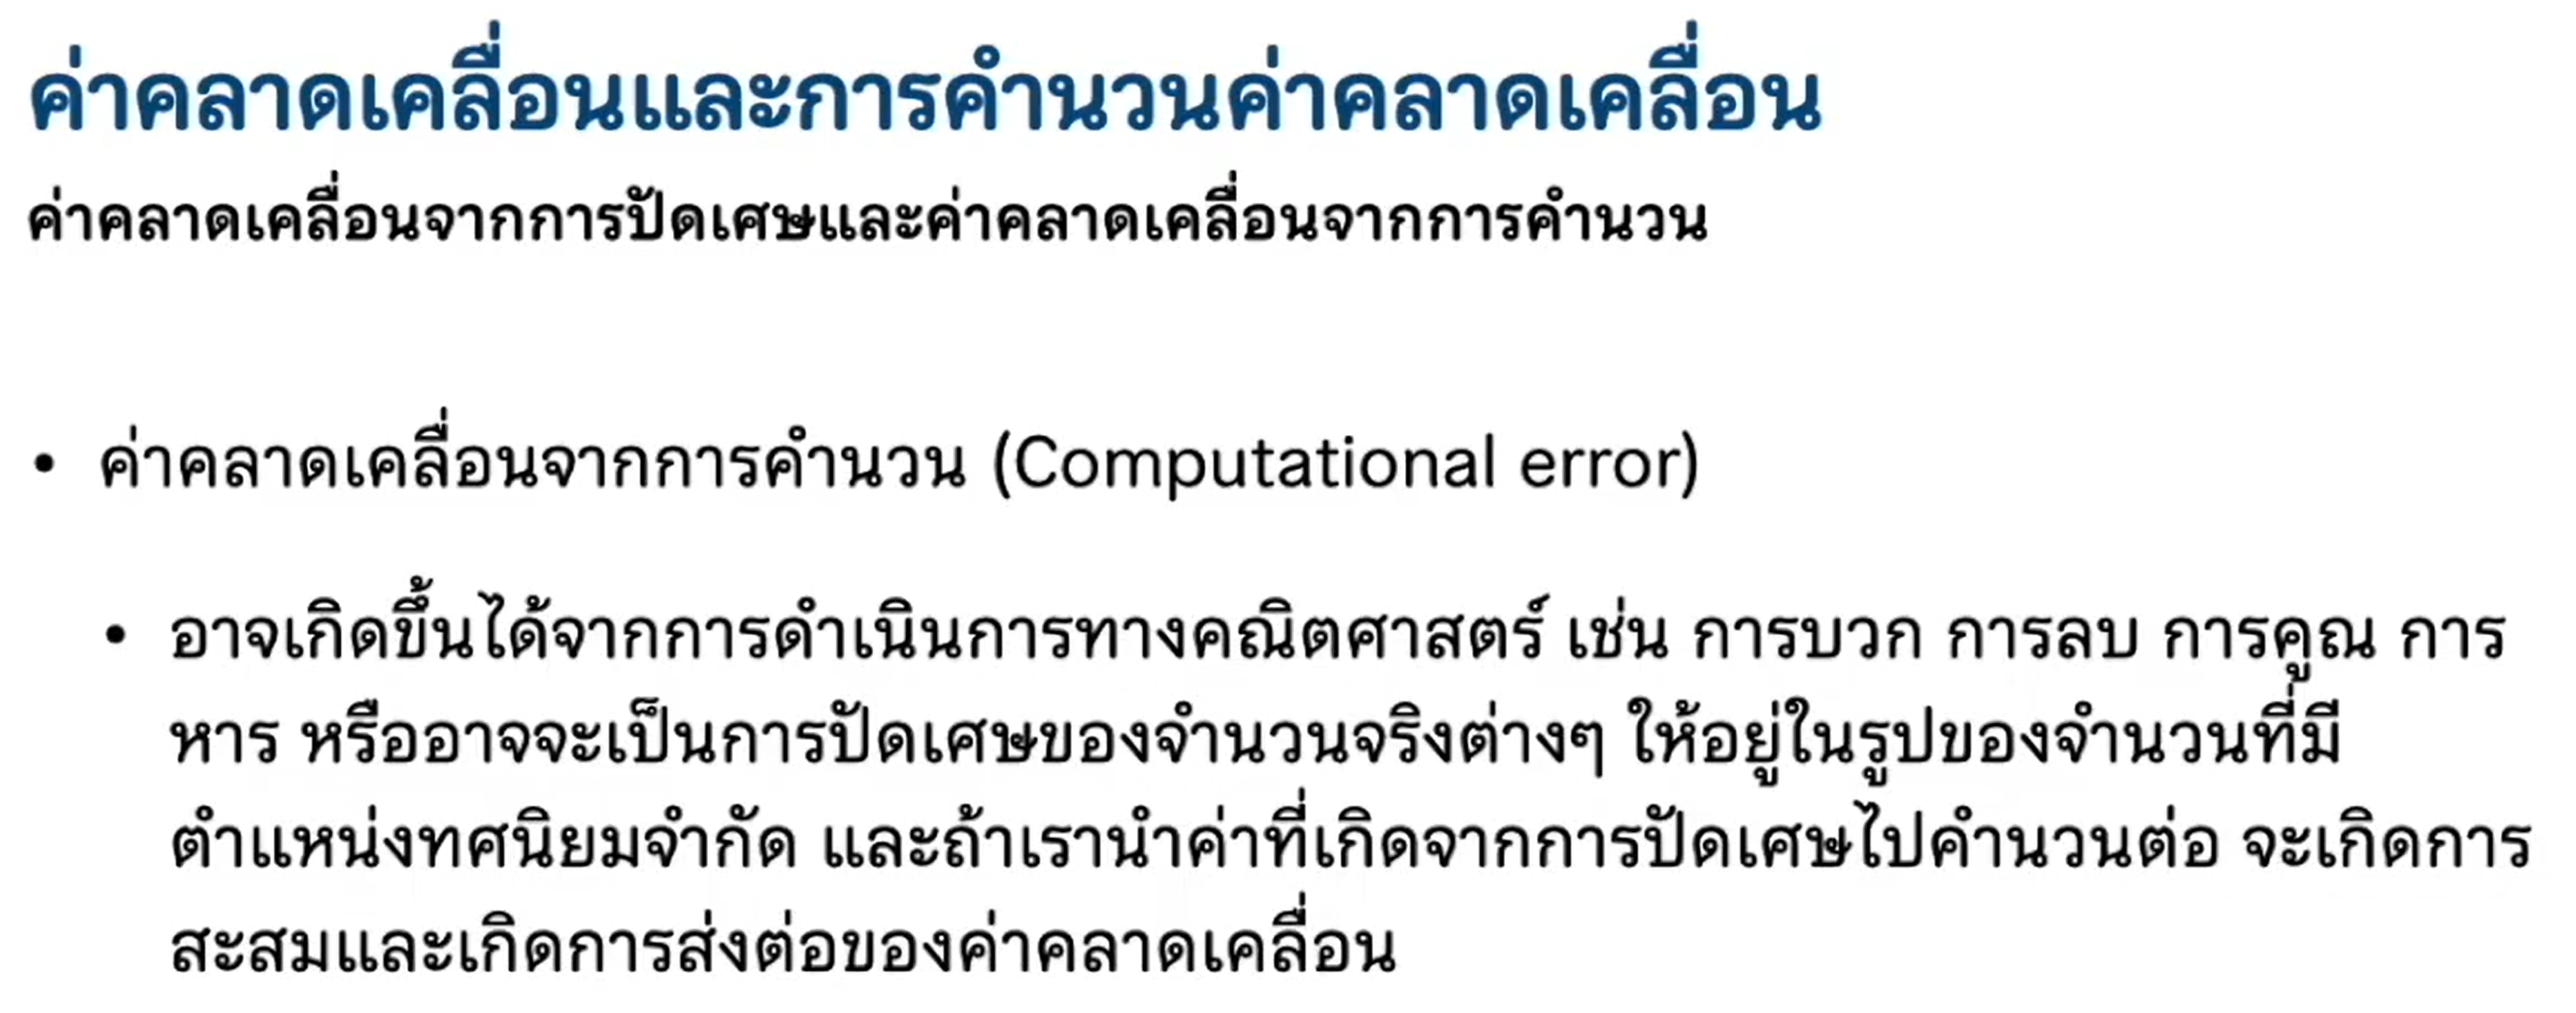 ค่าคลาดเคลื่อนและการคำนวนค่าคลาดเคลื่อน
ค่าคลาดเคลื่อนจากการปัดเศษและค่าคลาดเคลื่อนจากการคำนวน
• ค่าคลาดเคลื่อนจากการคำนวน (Computational error)
• อาจเกิดขึ้นได้จากการดำเนินการทางคณิตศาสตร์ เช่น การบวก การลบ การคูณ การ
หาร หรืออาจจะเป็นการปัดเศษของจำนวนจริงต่างๆ ให้อยู่ในรูปของจำนวนที่มี
ตำแหน่งทศนิยมจำกัด และถ้าเรานำค่าที่เกิดจากการปัดเศษไปคำนวนต่อ จะเกิดการ
สะสมและเกิดการส่งต่อของค่าคลาดเคลื่อน